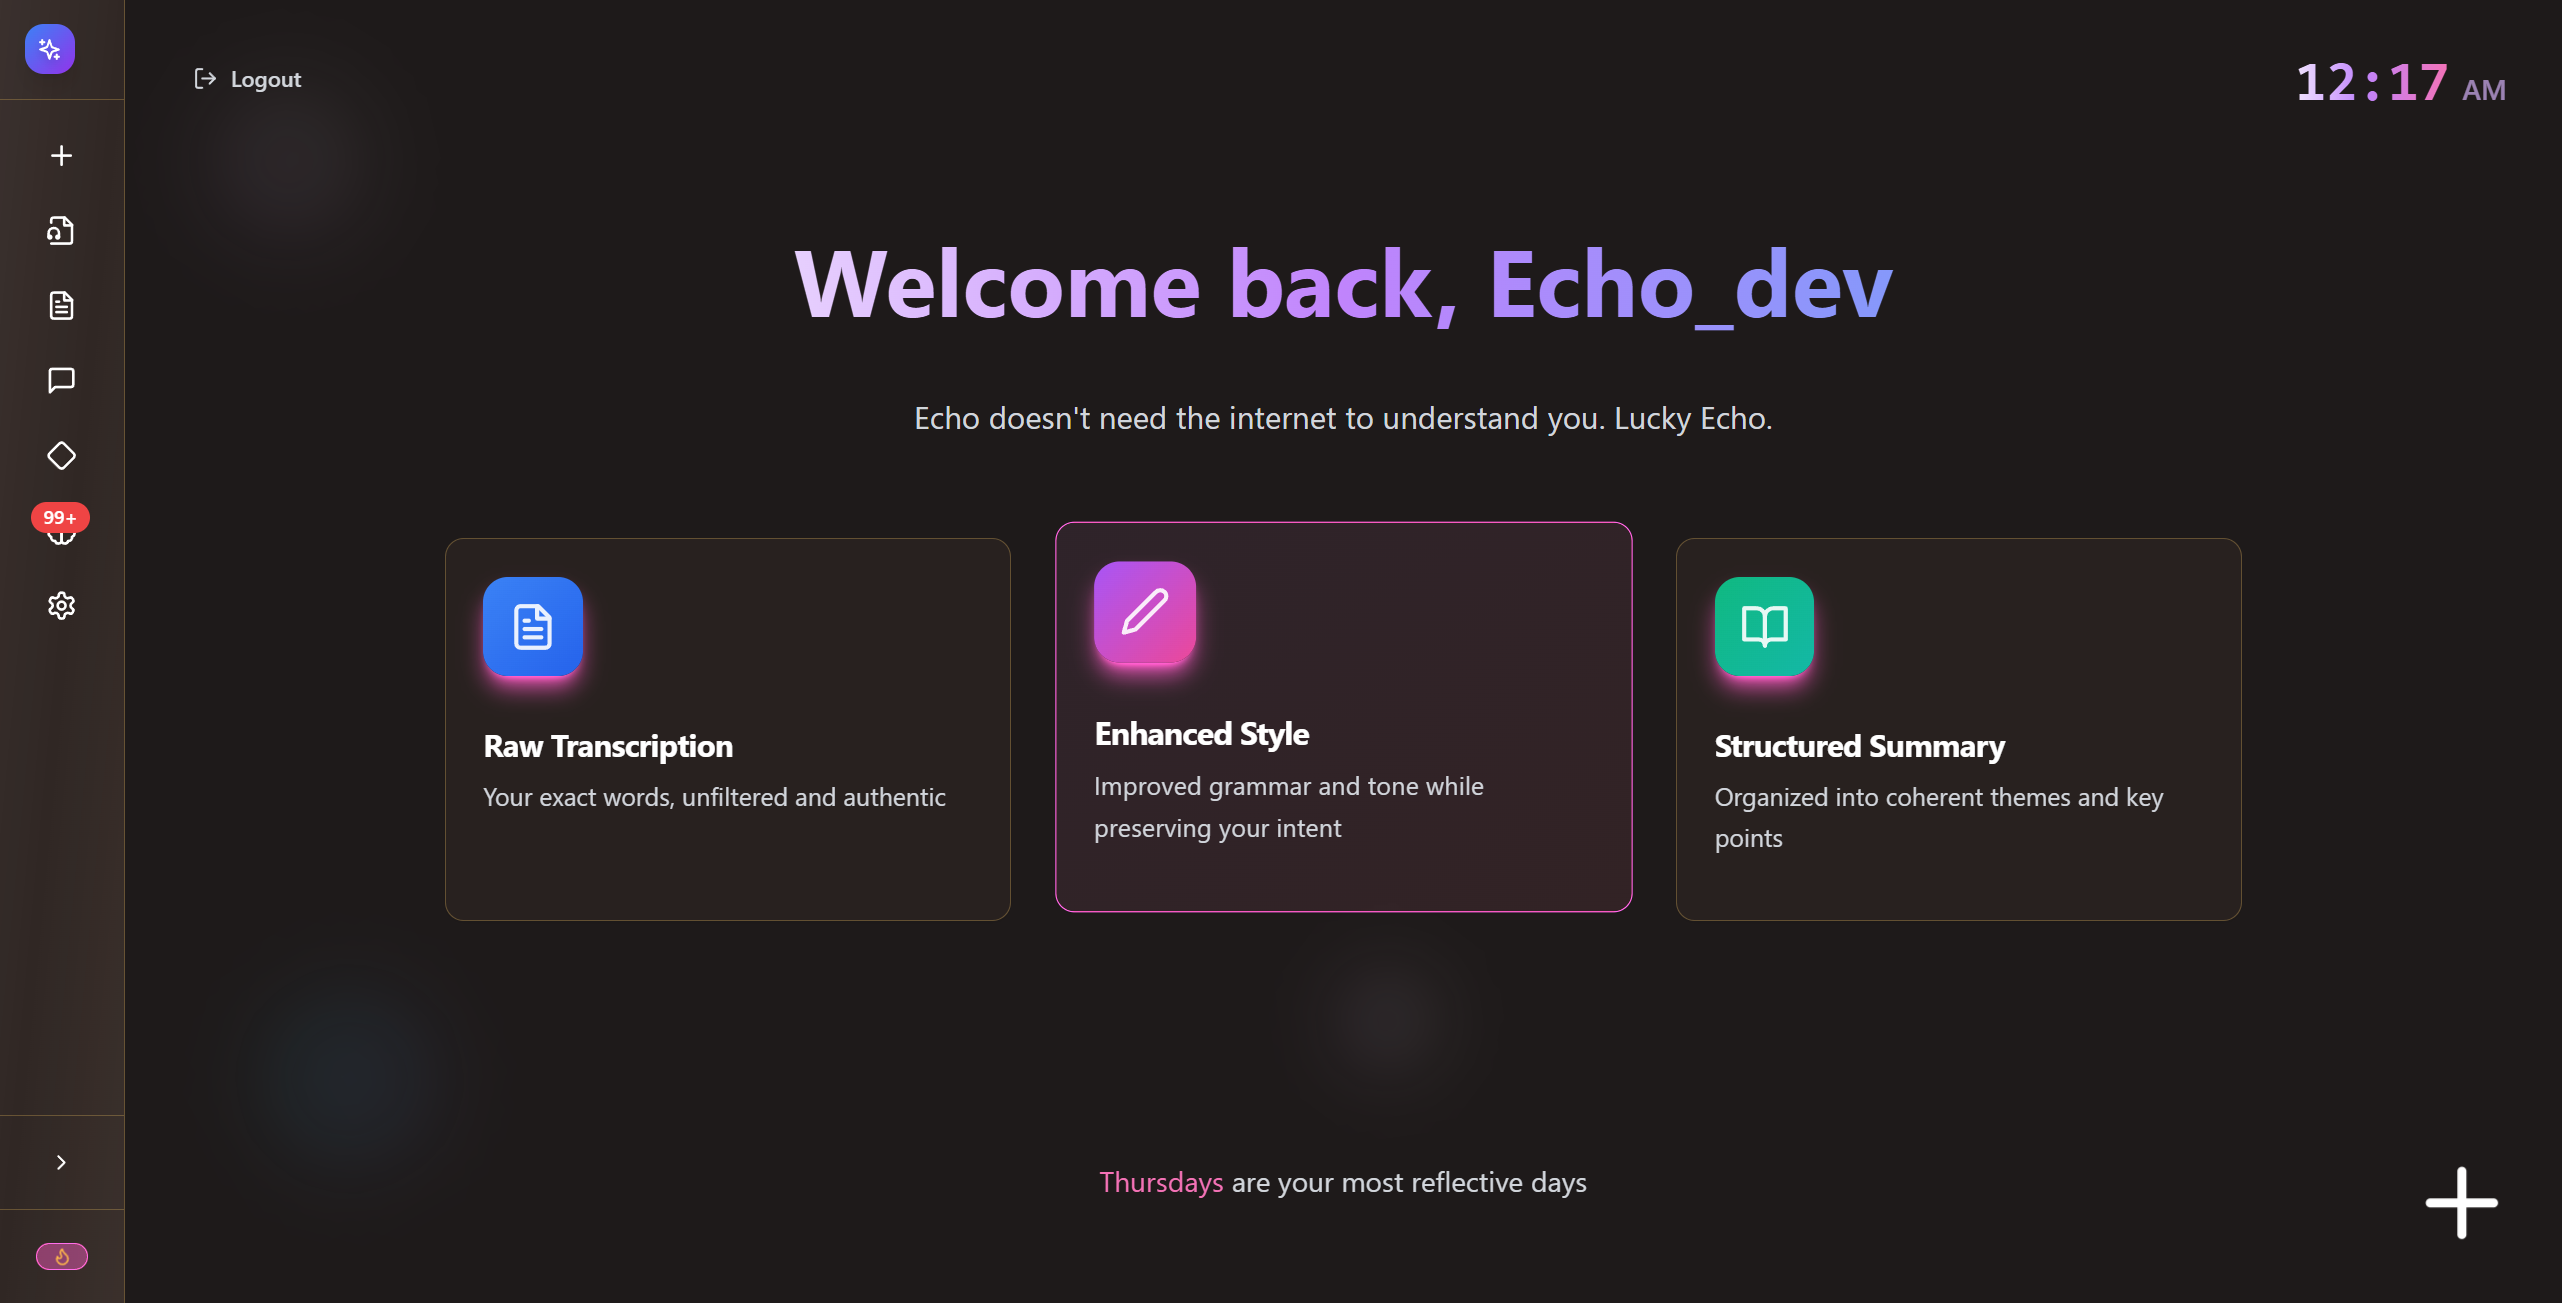 Logout
12:17 AM
Welcome back, Echo_dev
Echo doesn't need the internet to understand you. Lucky Echo.
99+
Raw Transcription
Your exact words, unfiltered and authentic
Enhanced Style
Improved grammar and tone while
preserving your intent
Structured Summary
Organized into coherent themes and key
points
Thursdays are your most reflective days